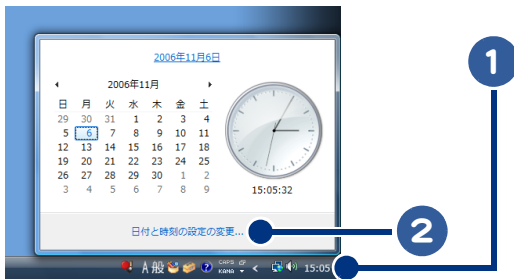 2006年11月6日
2006年11月
日 月 火 水 木 金 土
29 30 31 1 2 3 4
5 6 7 8 9 10 11
12 13 14 15 16 17 18
19 20 21 22 23 24 25
26 27 28 29 30 1 2
3 4 5 6 7 8 9
15:05:32
日付と時刻の設定の変更...
A 般 ? CAPS KANA 15:05
1
2